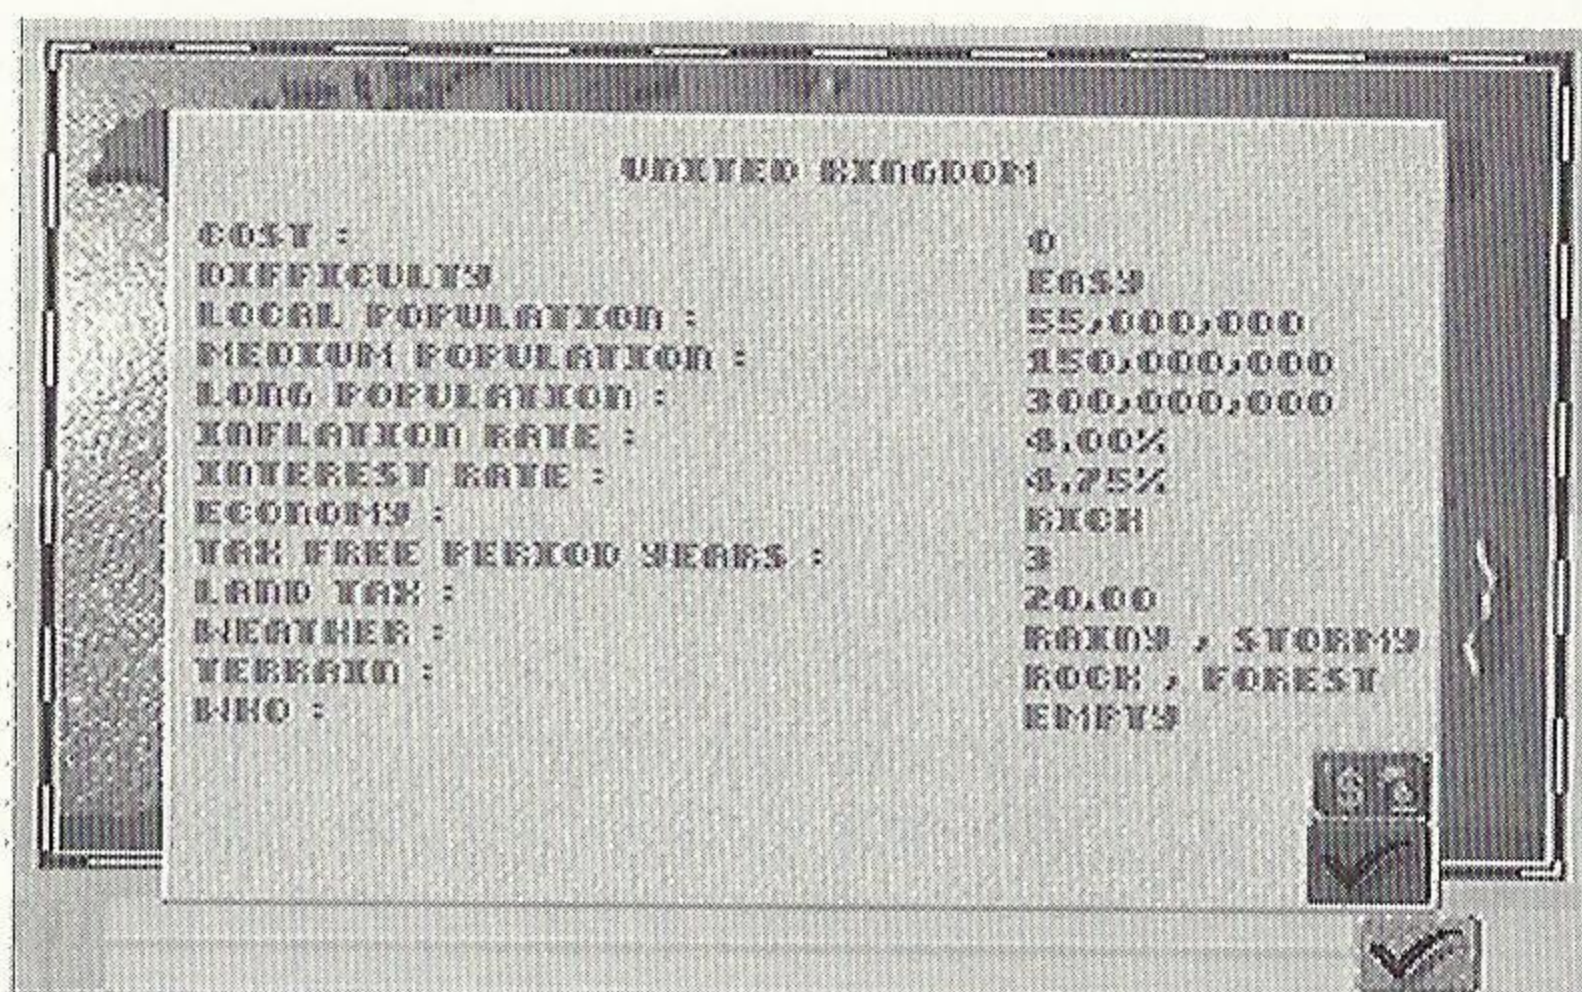 UNITED KINGDOM
COST : 0
DIFFICULTY EASY
LOCAL POPULATION : 55,000,000
MEDIUM POPULATION : 150,000,000
LONG POPULATION : 300,000,000
INFLATION RATE : 4.00%
INTEREST RATE : 4.75%
ECONOMY : RICH
TAX FREE PERIOD YEARS : 3
LAND TAX : 20.00
WEATHER : RAINY , STORMY
TERRAIN : ROCK , FOREST
WHO : EMPTY
$